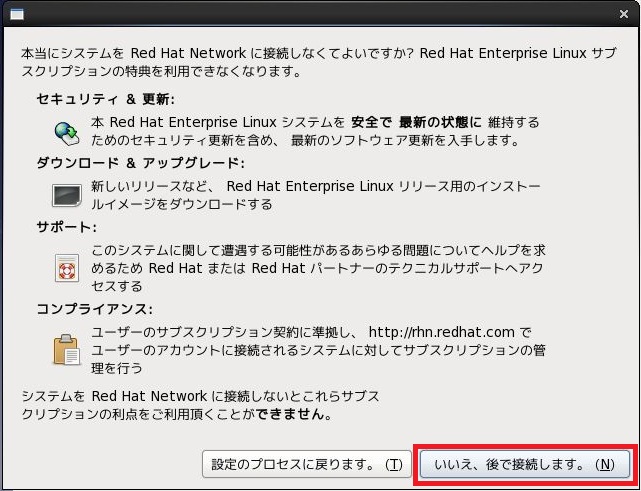 本当にシステムを Red Hat Network に接続しなくてよいですか? Red Hat Enterprise Linux サブ
スクリプションの特典を利用できなくなります。
セキュリティ & 更新:
本 Red Hat Enterprise Linux システムを 安全で 最新の状態に 維持する
ためのセキュリティ更新を含め、 最新のソフトウェア更新を入手します。
ダウンロード & アップグレード:
新しいリリースなど、 Red Hat Enterprise Linux リリース用のインストー
ルイメージをダウンロードする
サポート:
このシステムに関して遭遇する可能性があるあらゆる問題についてヘルプを求
めるため Red Hat または Red Hat パートナーのテクニカルサポートへアク
セスする
コンプライアンス:
ユーザーのサブスクリプション契約に準拠し、 http://rhn.redhat.com で
ユーザーのアカウントに接続されるシステムに対してサブスクリプションの管
理を行う
システムを Red Hat Network に接続しないとこれらサブス
クリプションの利点をご利用頂くことができません。
設定のプロセスに戻ります。 (T)
いいえ、後で接続します。 (N)